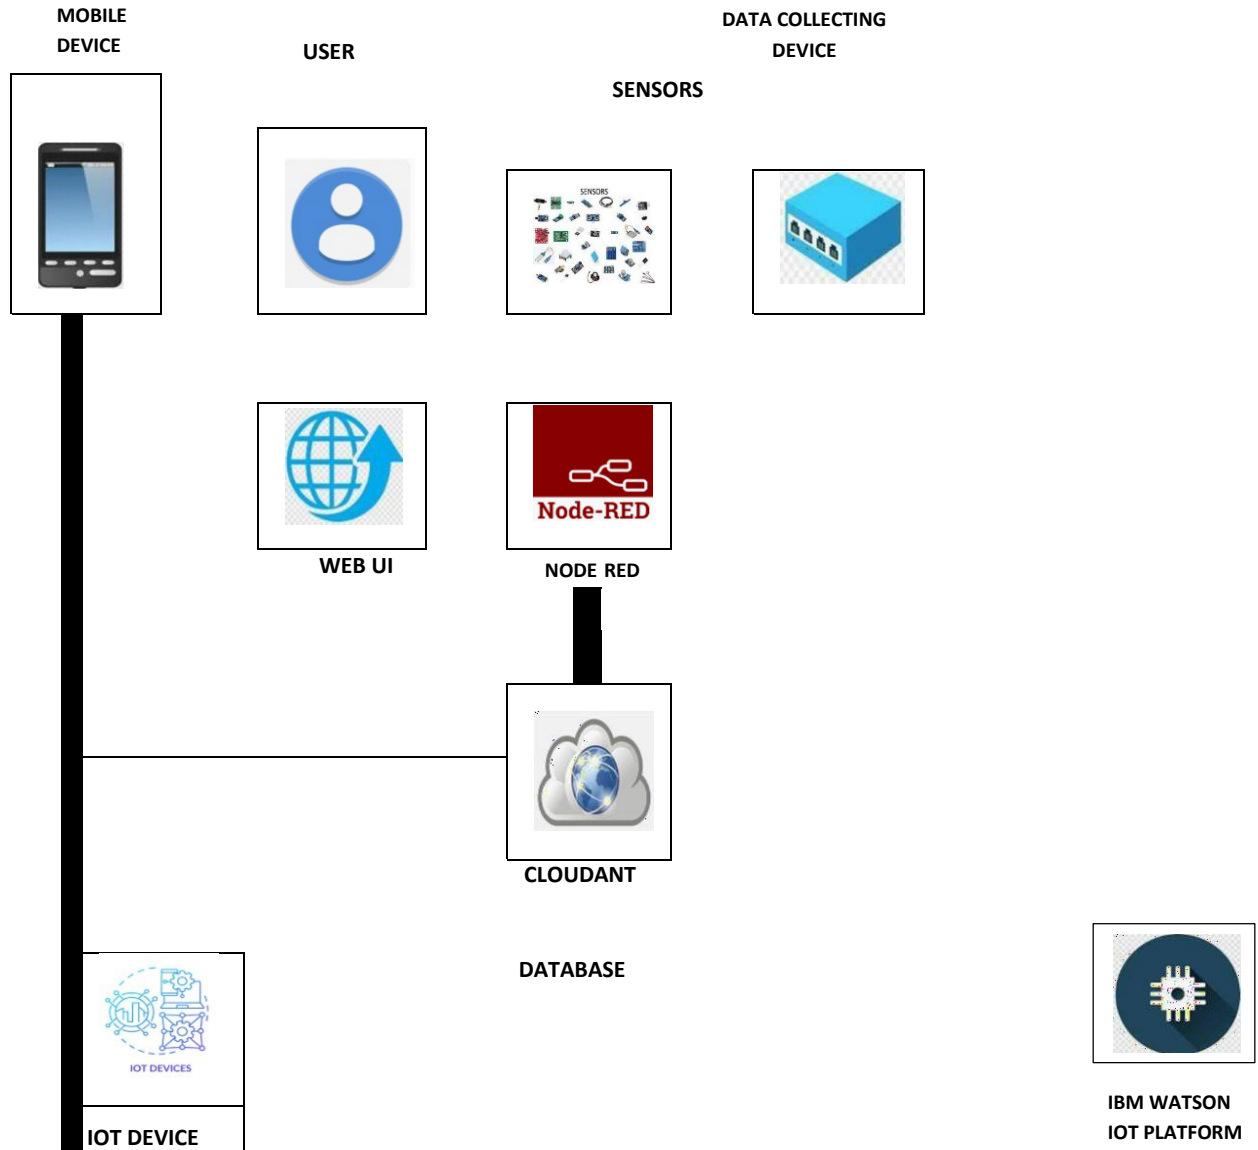 MOBILE
DEVICE
USER
DATA COLLECTING
DEVICE
SENSORS
SENSORS
Node-RED
WEB UI
NODE RED
CLOUDANT
DATABASE
IOT DEVICES
IOT DEVICE
IBM WATSON
IOT PLATFORM